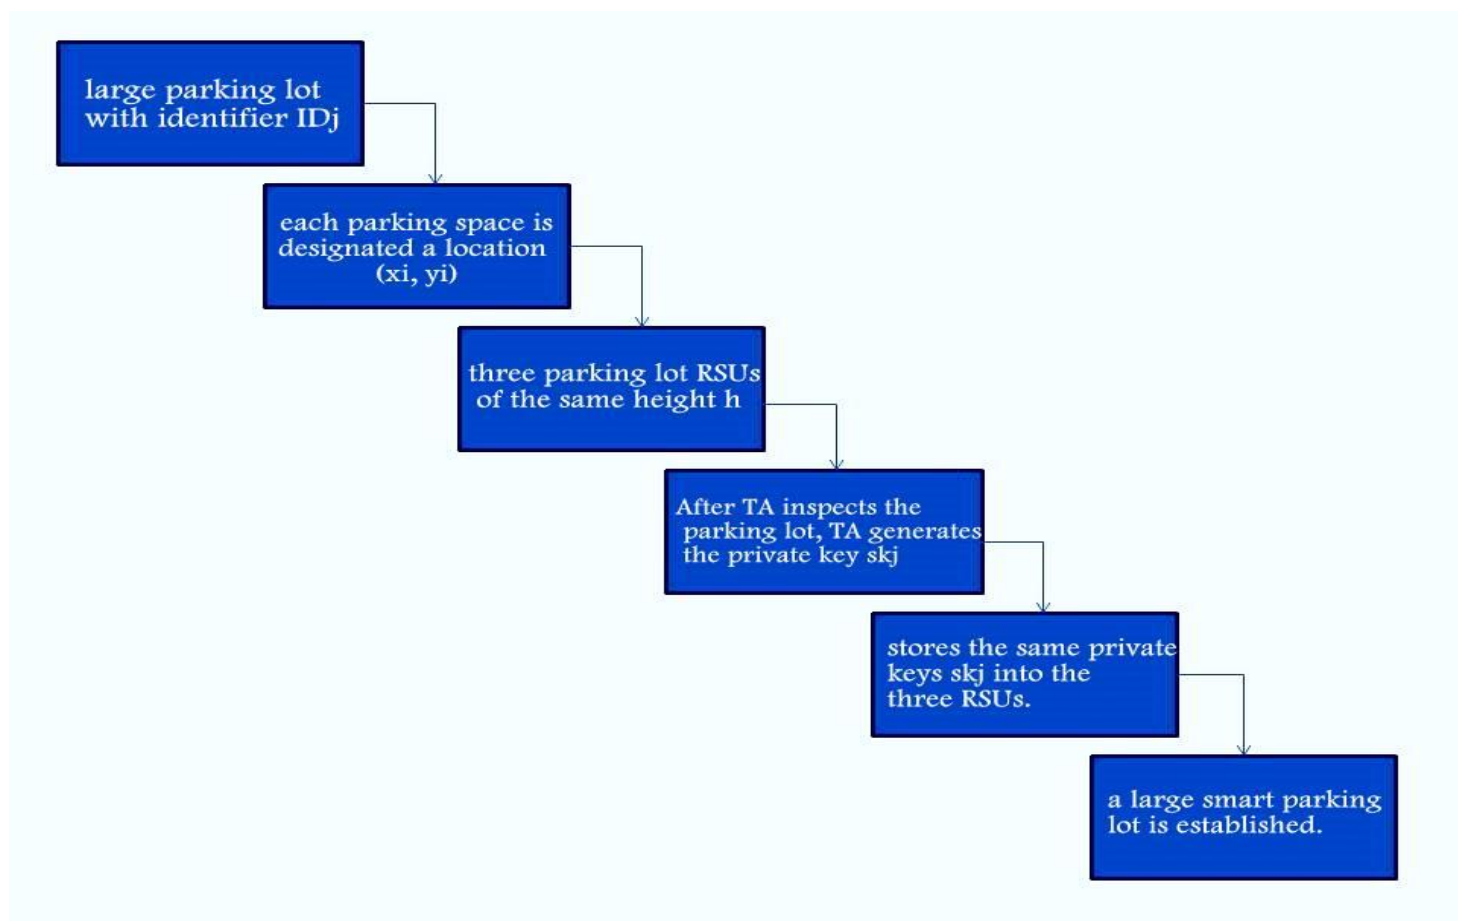 large parking lot
with identifier IDj
each parking space is
designated a location
(xi, yi)
three parking lot RSUs
of the same height h
After TA inspects the
parking lot, TA generates
the private key skj
stores the same private
keys skj into the
three RSUs.
a large smart parking
lot is established.